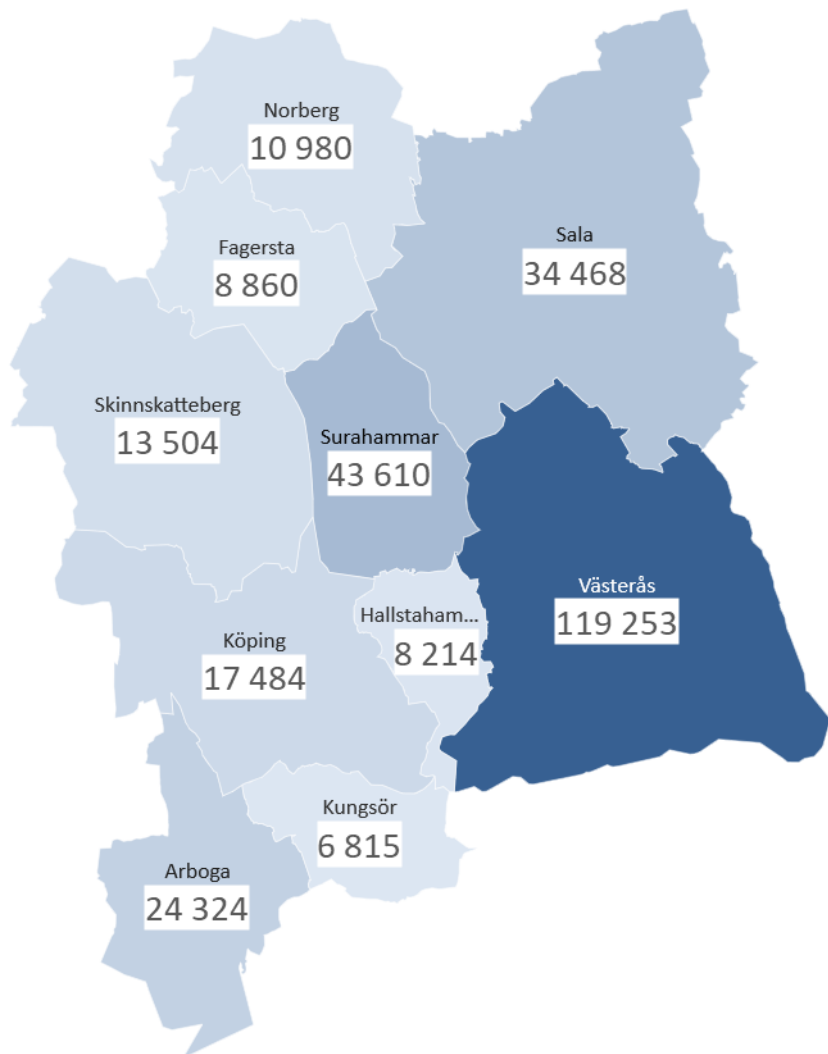 Norberg
10 980
Sala
34 468
Fagersta
8 860
Skinnskatteberg
13 504
Surahammar
43 610
Västerås
119 253
Hallstaham...
8 214
Köping
17 484
Kungsör
6 815
Arboga
24 324